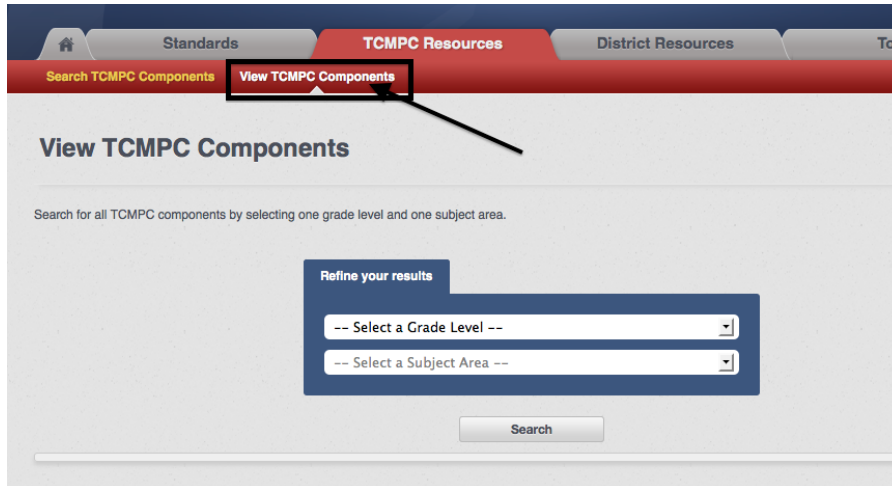 Standards TCMPC Resources District Resources
Search TCMPC Components View TCMPC Components
View TCMPC Components
Search for all TCMPC components by selecting one grade level and one subject area.
Refine your results
-- Select a Grade Level --
-- Select a Subject Area --
Search